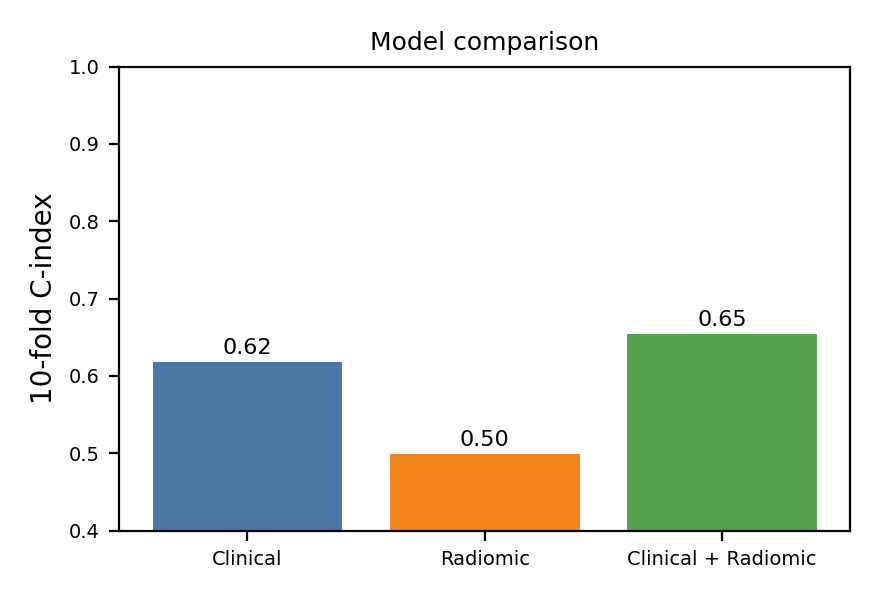 Model comparison
10-fold C-index
1.0
0.9
0.8
0.7
0.6
0.5
0.4
0.62
0.50
0.65
Clinical
Radiomic
Clinical + Radiomic